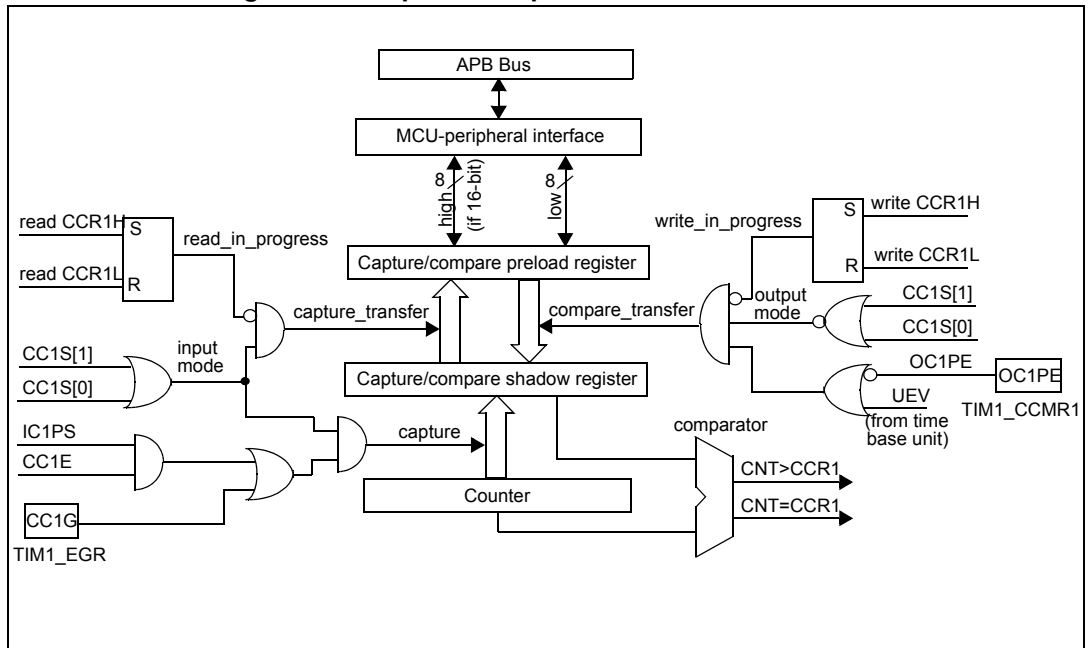 APB Bus
MCU-peripheral interface
8
high
(if 16-bit)
8
low
read CCR1H
S
read_in_progress
read CCR1L
R
write_in_progress
S
write CCR1H
R
write CCR1L
Capture/compare preload register
CC1S[1]
output
mode
CC1S[0]
capture_transfer
compare_transfer
CC1S[1]
input
mode
CC1S[0]
Capture/compare shadow register
OC1PE
OC1PE
UEV
TIM1_CCMR1
(from time
base unit)
IC1PS
capture
CC1E
comparator
CNT>CCR1
Counter
CNT=CCR1
CC1G
TIM1_EGR